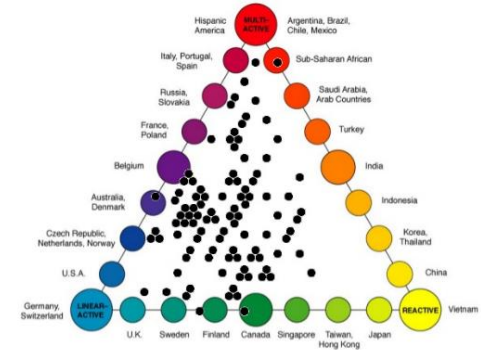 Hispanic
America
MULTI-
ACTIVE
Argentina, Brazil,
Chile, Mexico
Italy, Portugal,
Spain
Sub-Saharan African
Russia,
Slovakia
Saudi Arabia,
Arab Countries
France,
Poland
Turkey
Belgium
India
Australia,
Denmark
Indonesia
Czech Republic,
Netherlands, Norway
Korea,
Thailand
U.S.A.
China
Germany,
Switzerland
LINEAR-
ACTIVE
REACTIVE
Vietnam
U.K.
Sweden
Finland
Canada
Singapore
Taiwan,
Hong Kong
Japan